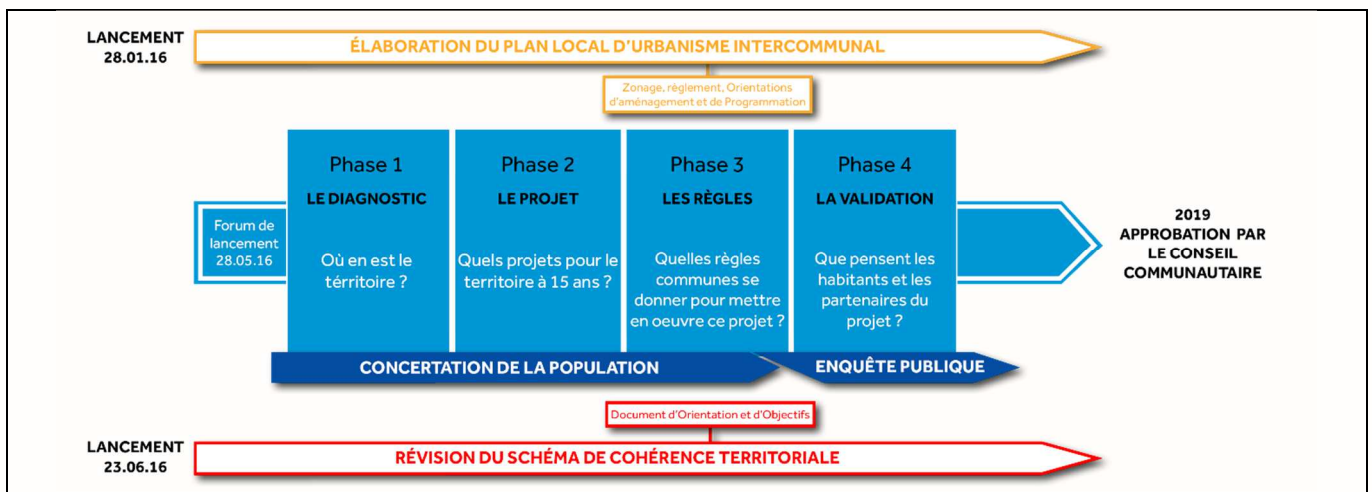 LANCEMENT
28.01.16
ÉLABORATION DU PLAN LOCAL D'URBANISME INTERCOMMUNAL
Zonage, règlement, Orientations
d'aménagement et de Programmation
Forum de
lancement
28.05.16
Phase 1
LE DIAGNOSTIC
Où en est le
térritoire ?
Phase 2
LE PROJET
Quels projets pour le
territoire à 15 ans ?
Phase 3
LES RÈGLES
Quelles règles
communes se
donner pour mettre
en oeuvre ce projet ?
Phase 4
LA VALIDATION
Que pensent les
habitants et les
partenaires du
projet ?
2019
APPROBATION PAR
LE CONSEIL
COMMUNAUTAIRE
CONCERTATION DE LA POPULATION
ENQUÊTE PUBLIQUE
Document d'Orientation et d'Objectifs
LANCEMENT
23.06.16
RÉVISION DU SCHÉMA DE COHÉRENCE TERRITORIALE